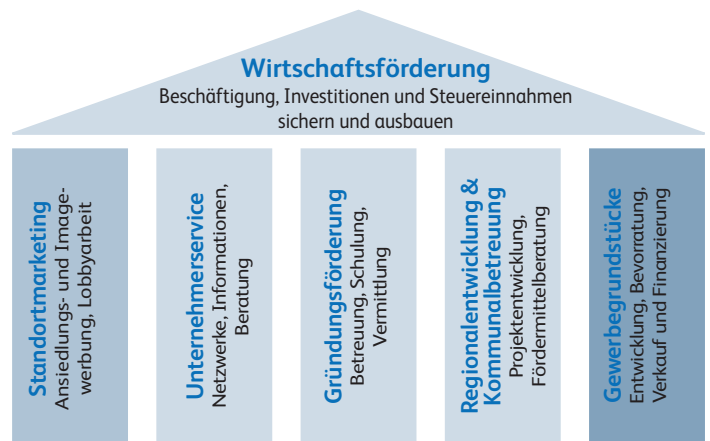 Wirtschaftsförderung
Beschäftigung, Investitionen und Steuereinnahmen
sichern und ausbauen
Standortmarketing
Ansiedlungs- und Image-
werbung, Lobbyarbeit
Unternehmerservice
Netzwerke, Informationen,
Beratung
Gründungsförderung
Betreuung, Schulung,
Vermittlung
Regionalentwicklung &
Kommunalbetreuung
Projektentwicklung,
Fördermittelberatung
Gewerbegrundstücke
Entwicklung, Bevorratung,
Verkauf und Finanzierung